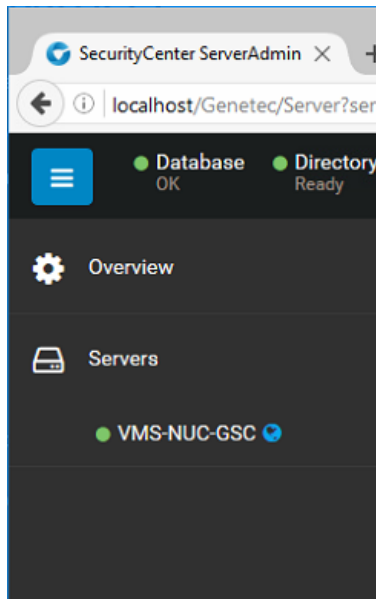 SecurityCenter ServerAdmin
localhost/Genetec/Server?ser
Database
OK
Directory
Ready
Overview
Servers
VMS-NUC-GSC